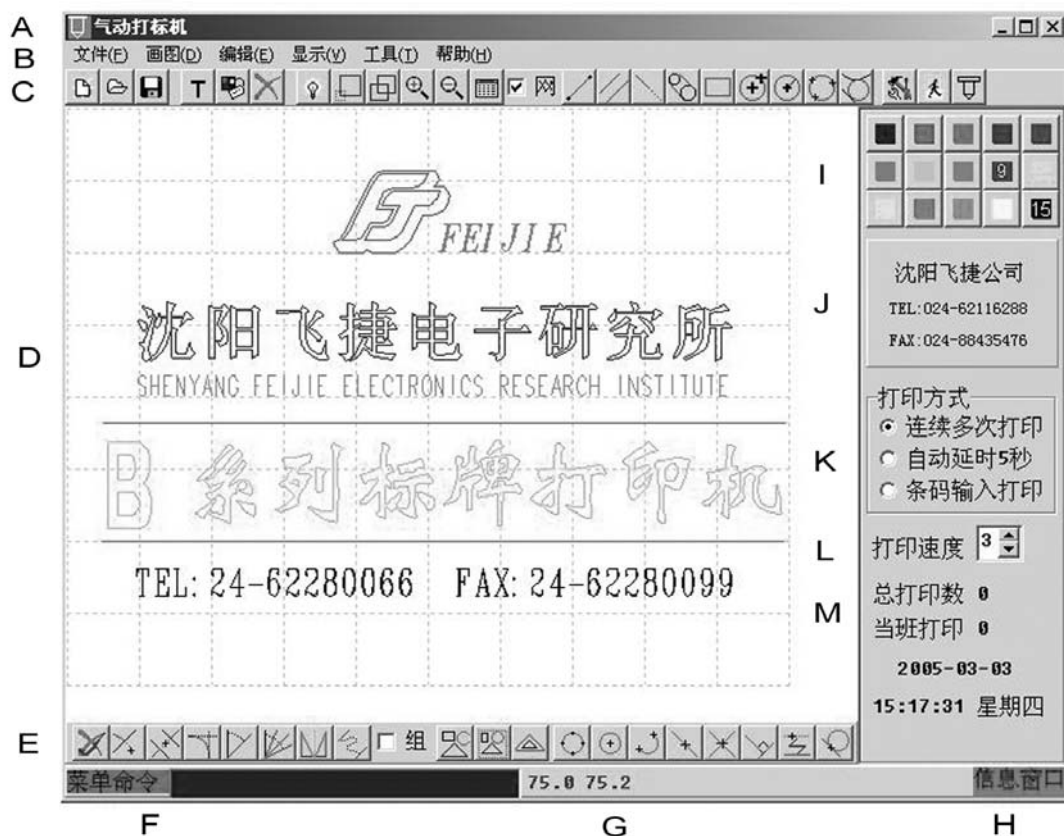 A
气动打标机
B
文件(F) 画图(D) 编辑(E) 显示(V) 工具(T) 帮助(H)
C
T
网
I
9
15
FJ FEIJIE
沈阳飞捷公司
TEL:024-62116288
FAX:024-88435476
J
沈阳飞捷电子研究所
SHENYANG FEIJIE ELECTRONICS RESEARCH INSTITUTE
D
打印方式
连续多次打印
自动延时5秒
条码输入打印
K
B系列标牌打印机
L
打印速度 3
TEL: 24-62280066 FAX: 24-62280099
M
总打印数 0
当班打印 0
2005-03-03
15:17:31 星期四
E
组
菜单命令
75.0 75.2
信息窗口
F
G
H